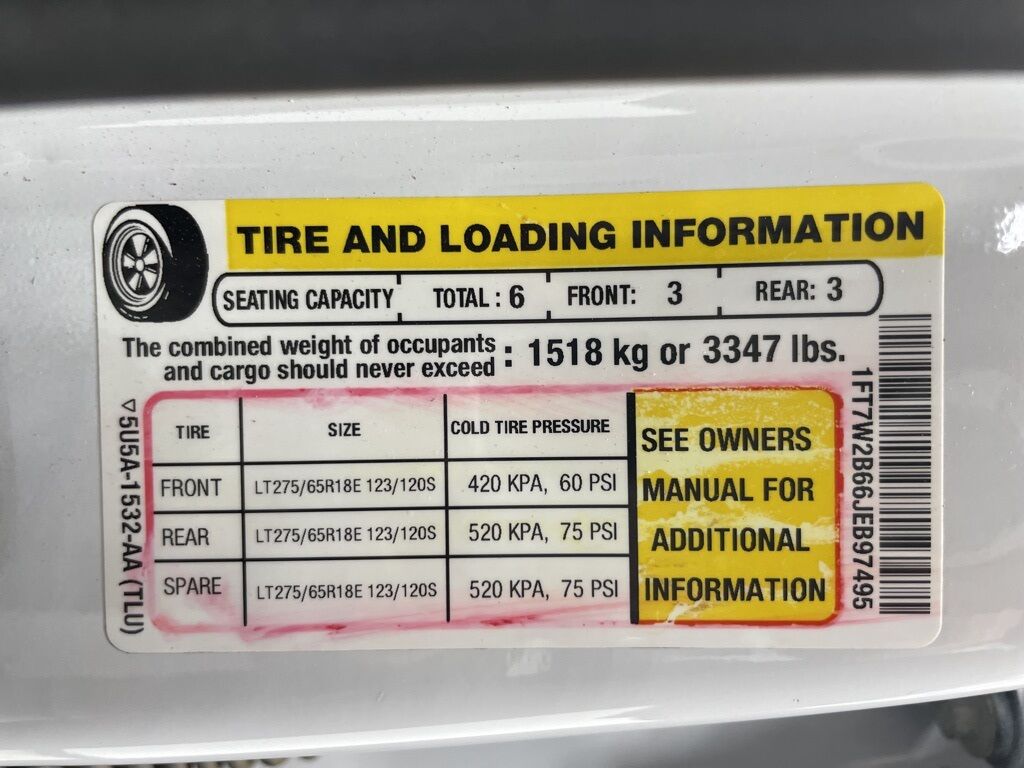 TIRE AND LOADING INFORMATION
SEATING CAPACITY TOTAL : 6 FRONT: 3 REAR: 3
The combined weight of occupants
and cargo should never exceed : 1518 kg or 3347 lbs.
TIRE SIZE COLD TIRE PRESSURE
FRONT LT275/65R18E 123/120S 420 KPA, 60 PSI
REAR LT275/65R18E 123/120S 520 KPA, 75 PSI
SPARE LT275/65R18E 123/120S 520 KPA, 75 PSI
SEE OWNERS
MANUAL FOR
ADDITIONAL
INFORMATION
▽5U5A-1532-AA (TLU)
1FT7W2B66JEB97495